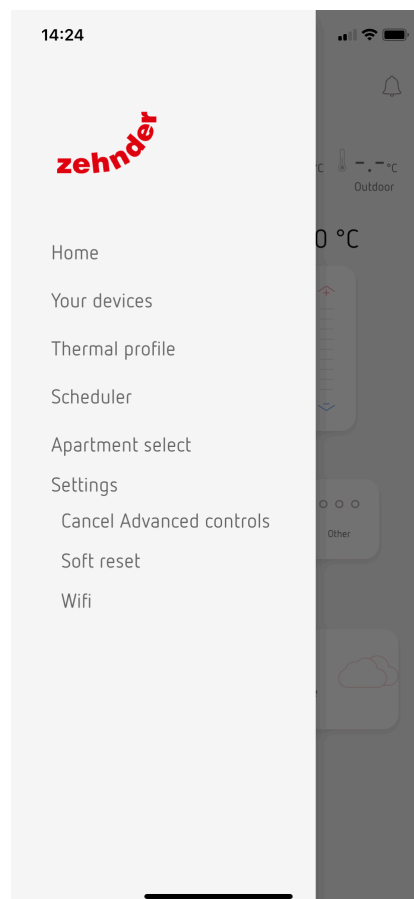 14:24
zehnder
°C -.-°C
Outdoor
0 °C
Home
Your devices
Thermal profile
Scheduler
Apartment select
Settings
Cancel Advanced controls
Other
Soft reset
Wifi